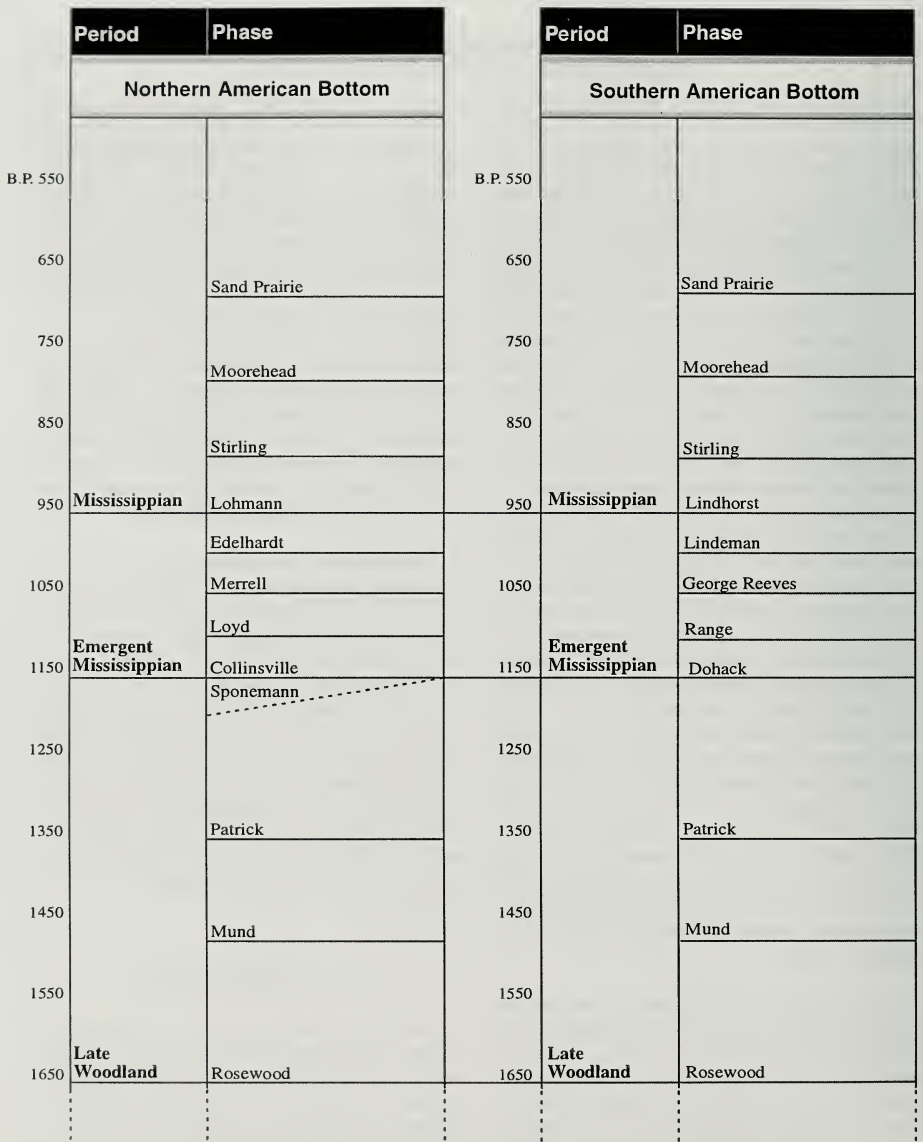 Period Phase
Northern American Bottom
B.P. 550
650
Sand Prairie
750
Moorehead
850
Stirling
950 Mississippian Lohmann
Edelhardt
1050 Merrell
Loyd
Emergent
1150 Mississippian Collinsville
Sponemann
1250
1350 Patrick
1450
Mund
1550
Late
1650 Woodland Rosewood
Period Phase
Southern American Bottom
B.P. 550
650
Sand Prairie
750
Moorehead
850
Stirling
950 Mississippian Lindhorst
Lindeman
1050 George Reeves
Range
Emergent
1150 Mississippian Dohack
1250
1350 Patrick
1450
Mund
1550
Late
1650 Woodland Rosewood